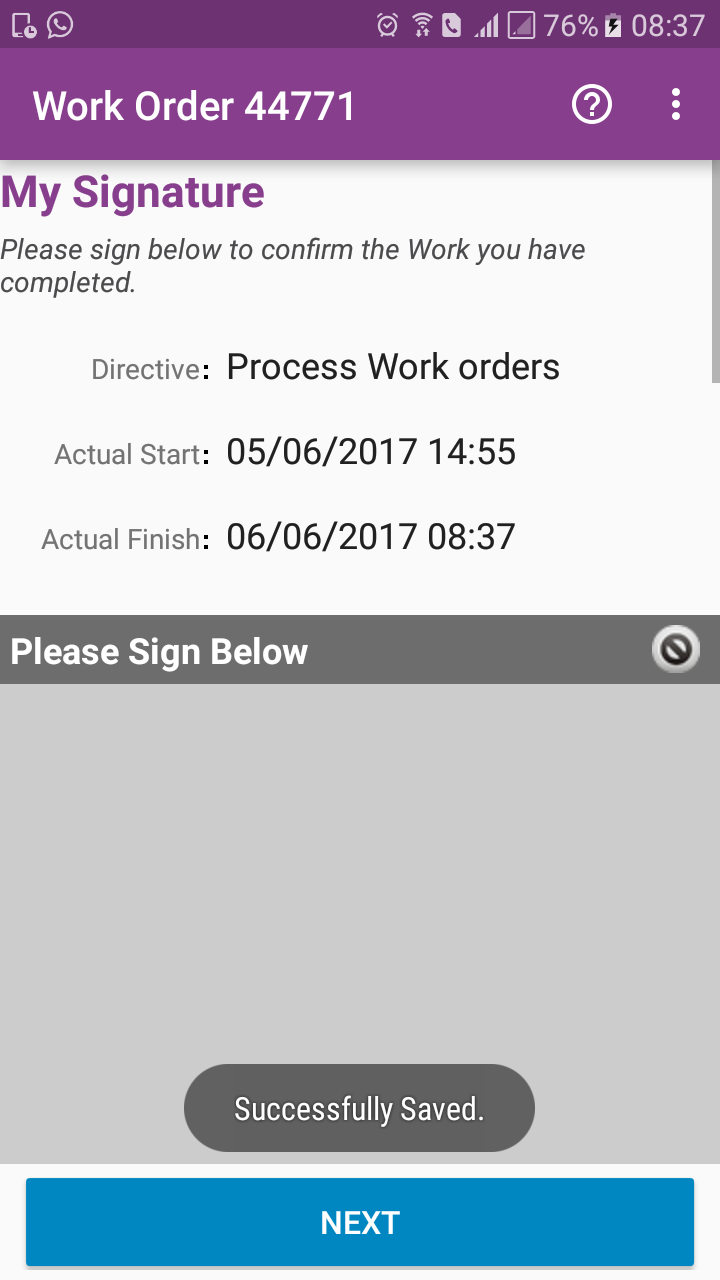 76% 08:37
Work Order 44771
My Signature
Please sign below to confirm the Work you have
completed.
Directive: Process Work orders
Actual Start: 05/06/2017 14:55
Actual Finish: 06/06/2017 08:37
Please Sign Below
Successfully Saved.
NEXT